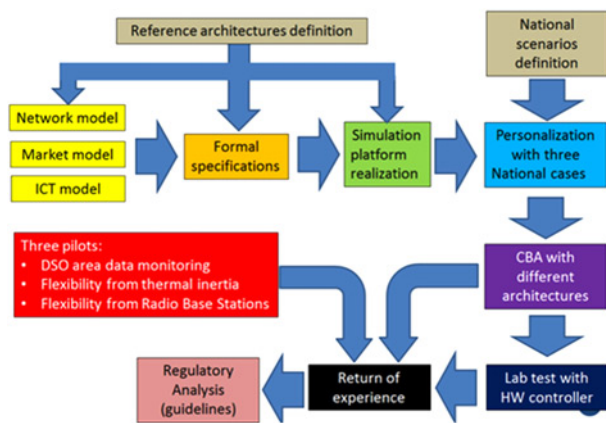 Reference architectures definition
National
scenarios
definition
Network model
Market model
ICT model
Formal
specifications
Simulation
platform
realization
Personalization
with three
National cases
Three pilots:
• DSO area data monitoring
• Flexibility from thermal inertia
• Flexibility from Radio Base Stations
CBA with
different
architectures
Regulatory
Analysis
(guidelines)
Return of
experience
Lab test with
HW controller